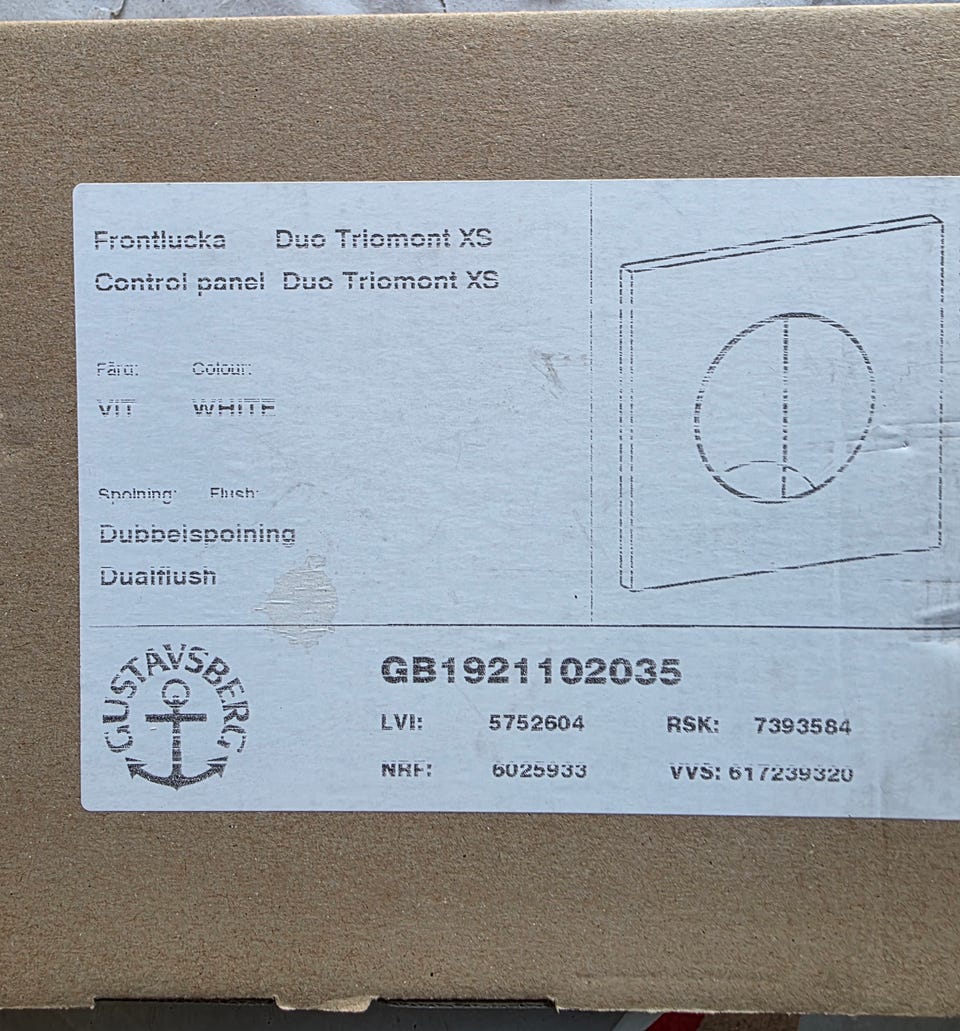 Frontlucka Duo Triomont XS
Control panel Duo Triomont XS
Färg: Colour:
VIT WHITE
Spolning: Flush:
Dubbelspolning
Dualflush
GUSTAVSBERG
GB1921102035
LVI: 5752604 RSK: 7393584
NRF: 6025933 VVS: 617239320